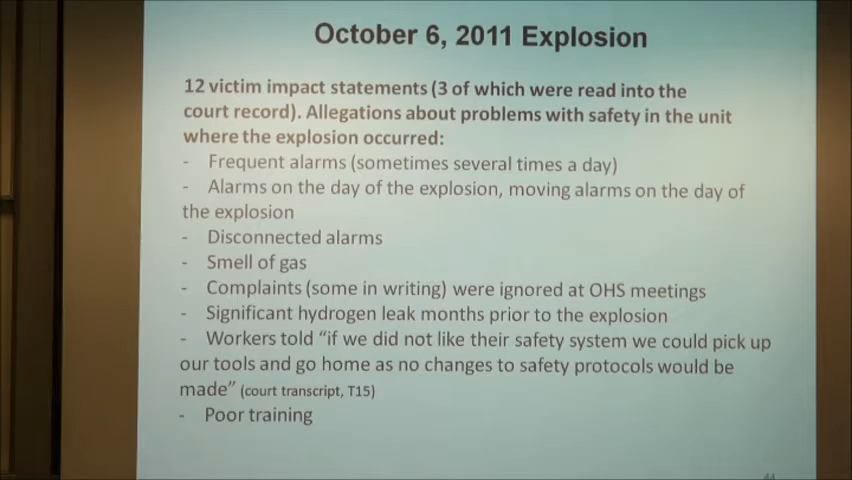 October 6, 2011 Explosion
12 victim impact statements (3 of which were read into the
court record). Allegations about problems with safety in the unit
where the explosion occurred:
- Frequent alarms (sometimes several times a day)
- Alarms on the day of the explosion, moving alarms on the day of
the explosion
- Disconnected alarms
- Smell of gas
- Complaints (some in writing) were ignored at OHS meetings
- Significant hydrogen leak months prior to the explosion
- Workers told “if we did not like their safety system we could pick up
our tools and go home as no changes to safety protocols would be
made” (court transcript, T15)
- Poor training